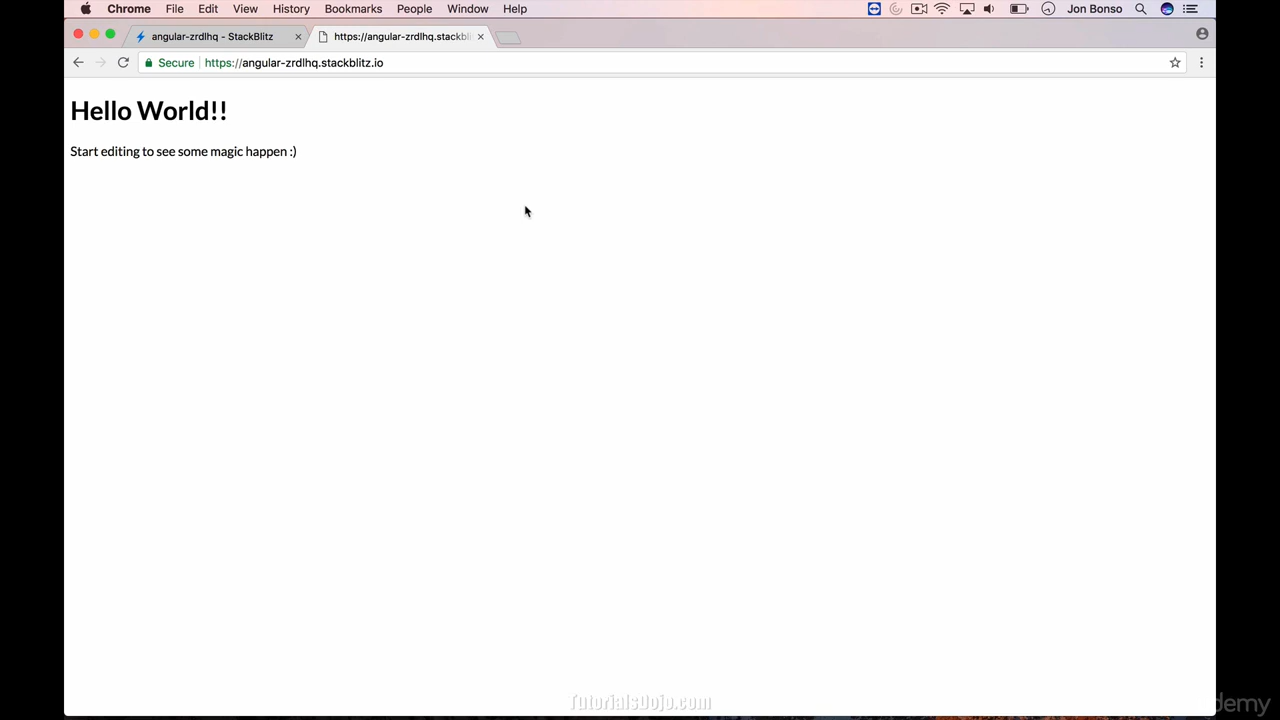 Chrome File Edit View History Bookmarks People Window Help Jon Bonso
angular-zrdlhq - StackBlitz https://angular-zrdlhq.stackbli
Secure https://angular-zrdlhq.stackblitz.io
Hello World!!
Start editing to see some magic happen :)
TutorialsDojo.com
demy